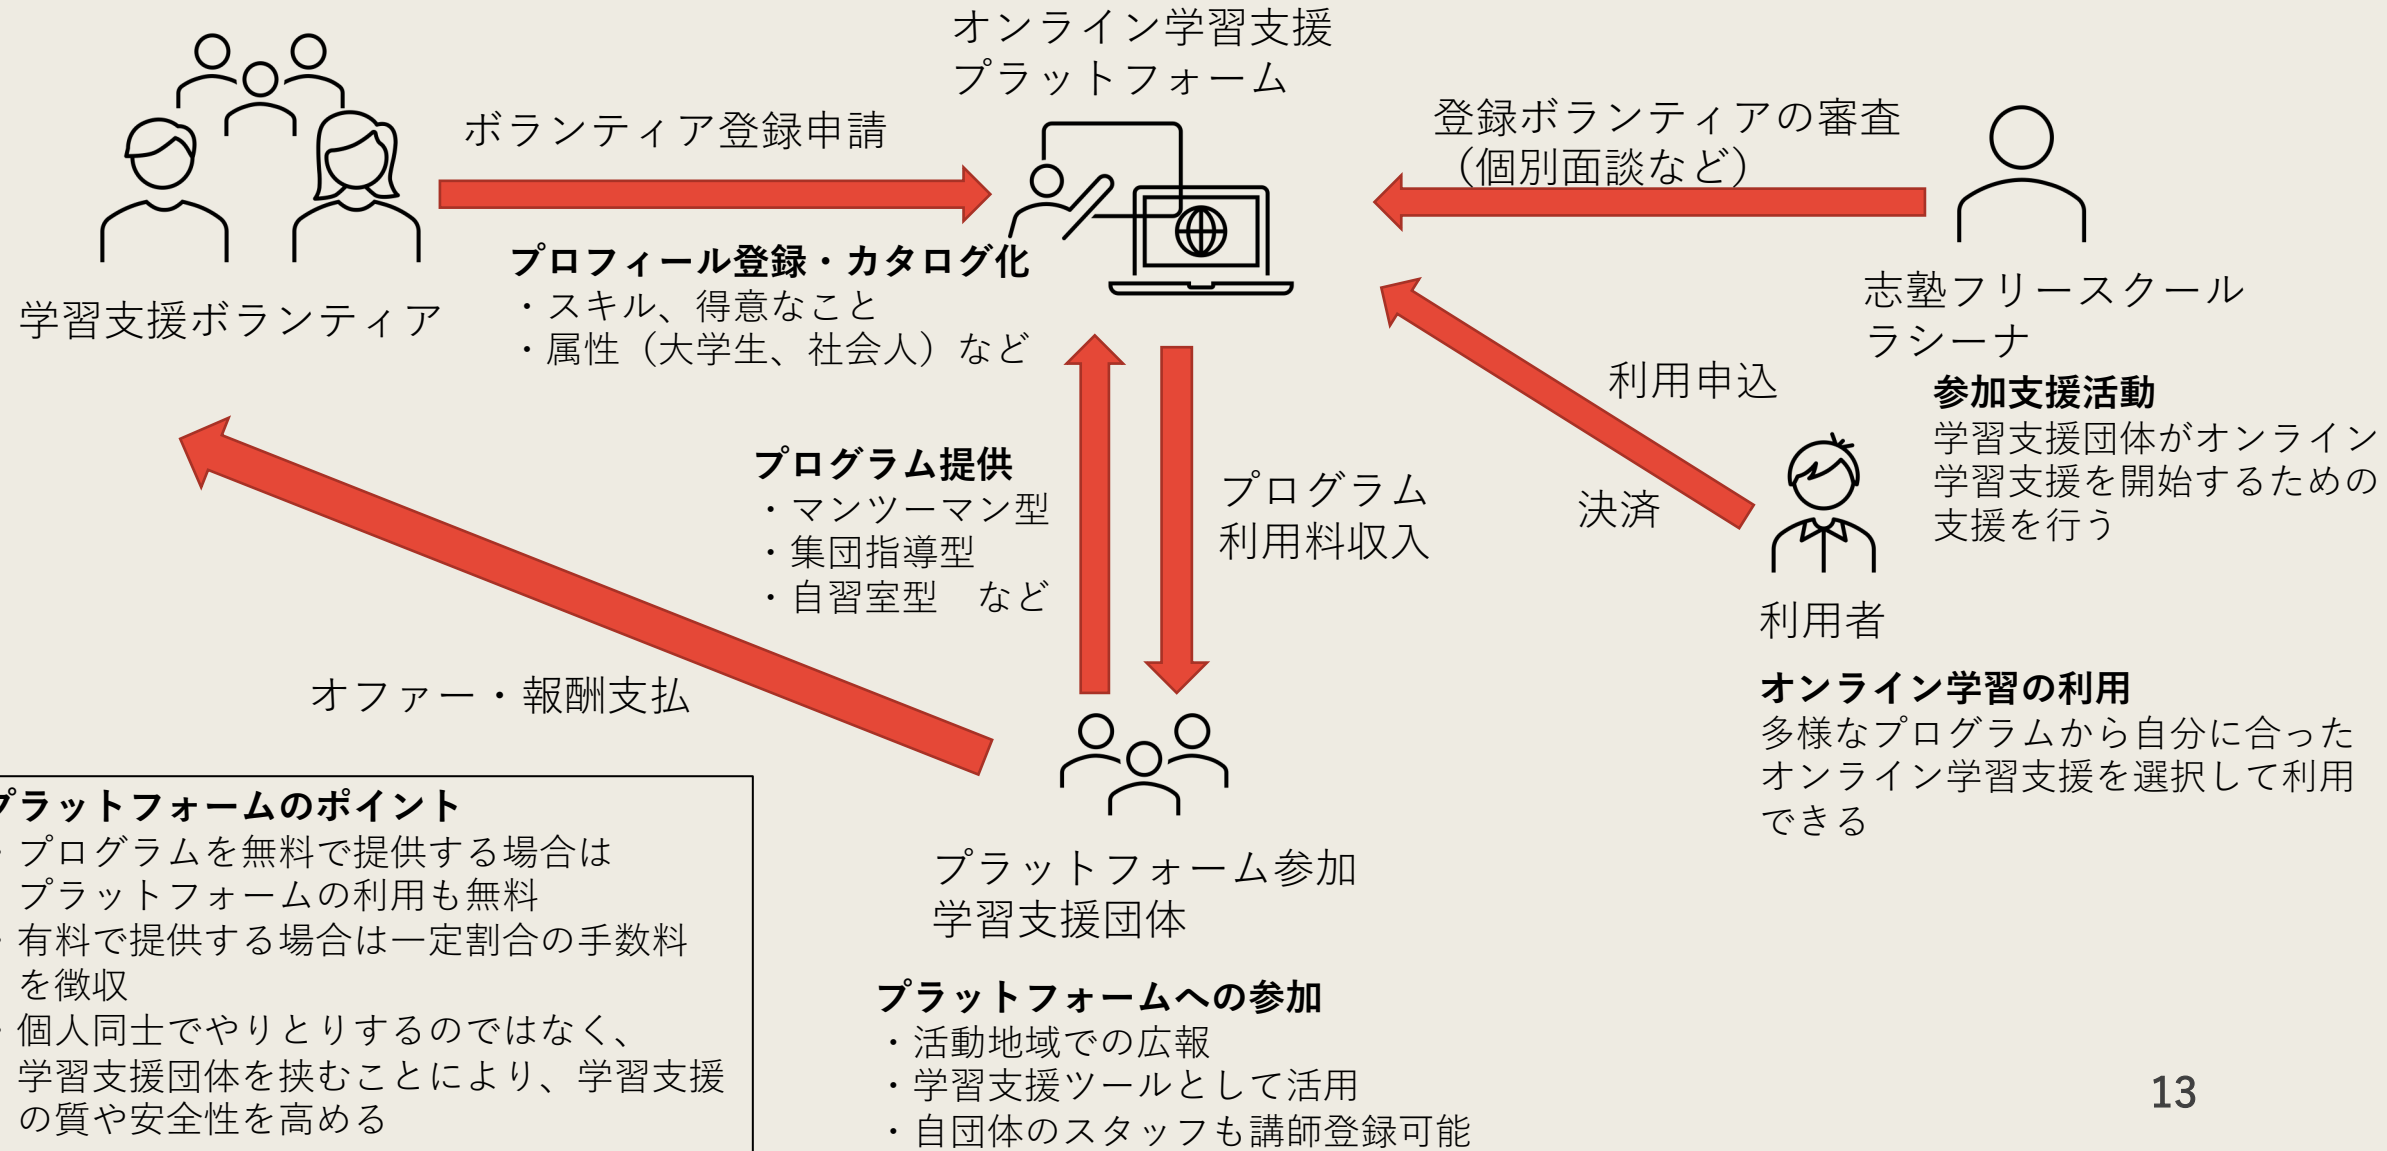 オンライン学習支援
プラットフォーム
ボランティア登録申請
登録ボランティアの審査
（個別面談など）
プロフィール登録・カタログ化
・スキル、得意なこと
・属性（大学生、社会人）など
学習支援ボランティア
志塾フリースクール
ラシーナ
参加支援活動
学習支援団体がオンライン
学習支援を開始するための
支援を行う
利用申込
決済
プログラム提供
・マンツーマン型
・集団指導型
・自習室型　など
プログラム
利用料収入
利用者
オンライン学習の利用
多様なプログラムから自分に合った
オンライン学習支援を選択して利用
できる
オファー・報酬支払
プラットフォームのポイント
・プログラムを無料で提供する場合は
プラットフォームの利用も無料
・有料で提供する場合は一定割合の手数料
を徴収
・個人同士でやりとりするのではなく、
学習支援団体を挟むことにより、学習支援
の質や安全性を高める
プラットフォーム参加
学習支援団体
プラットフォームへの参加
・活動地域での広報
・学習支援ツールとして活用
・自団体のスタッフも講師登録可能
13